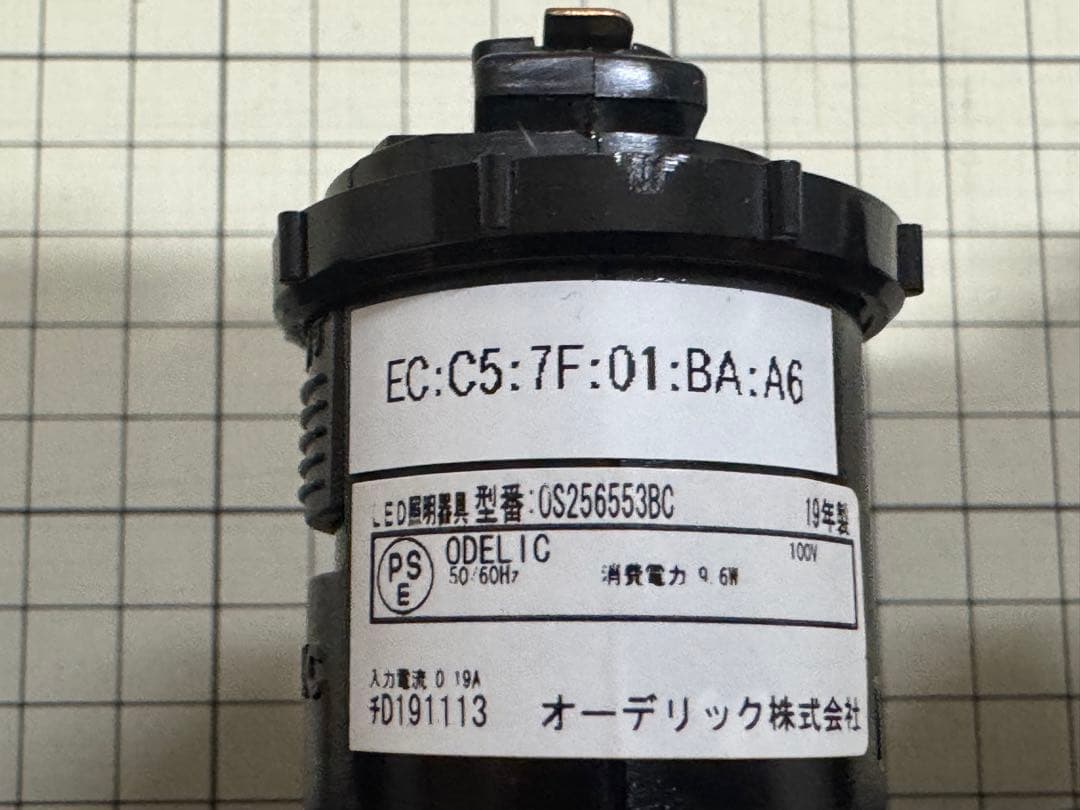 EC:C5:7F:01:BA:A6
LED照明器具 型番:OS256553BC 19年製
PS E ODELIC 100V
50/60Hz 消費電力 9.6W
入力電流 0.19A
チD191113 オーデリック株式会社